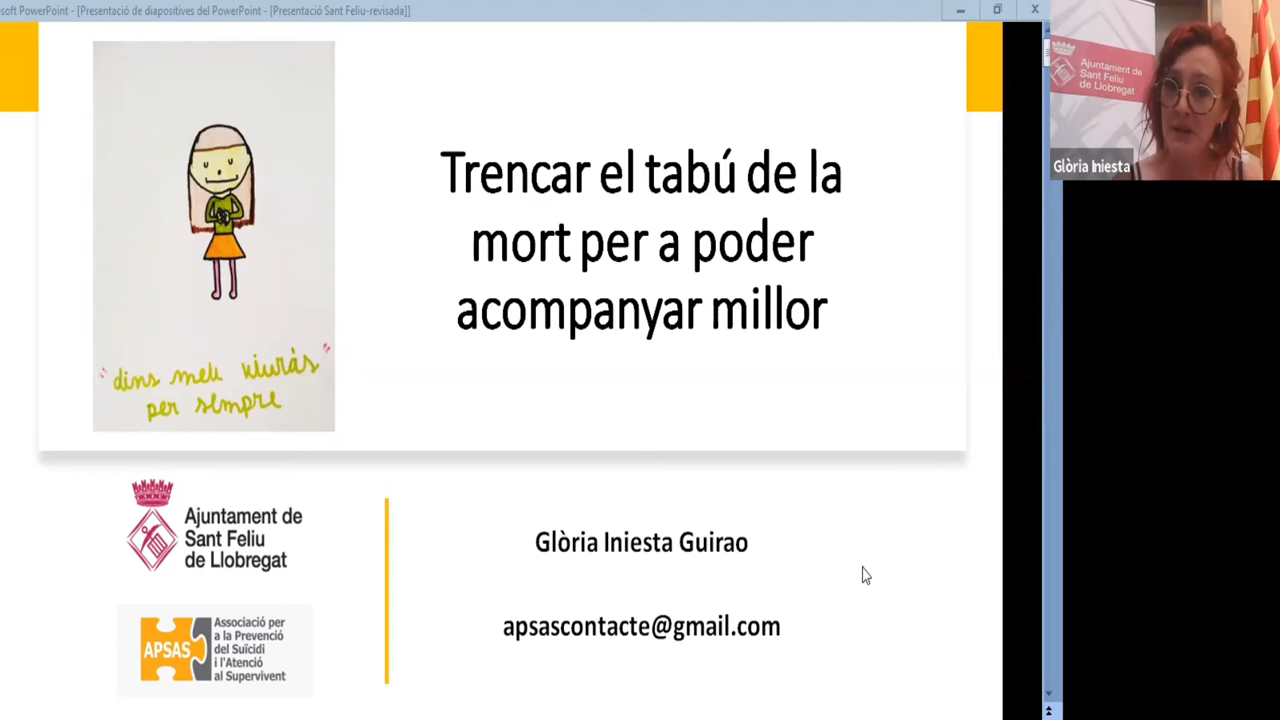 soft PowerPoint - [Presentació de diapositives del PowerPoint - [Presentació Sant Feliu-revisada]]
Trencar el tabú de la
mort per a poder
acompanyar millor
"dins meu viuràs"
per sempre
Ajuntament de
Sant Feliu
de Llobregat
APSAS
Associació per
a la Prevenció
del Suïcidi
i l'Atenció
al Supervivent
Glòria Iniesta Guirao
apsascontacte@gmail.com
Ajuntament de
Sant Feliu
de Llobregat
Glòria Iniesta